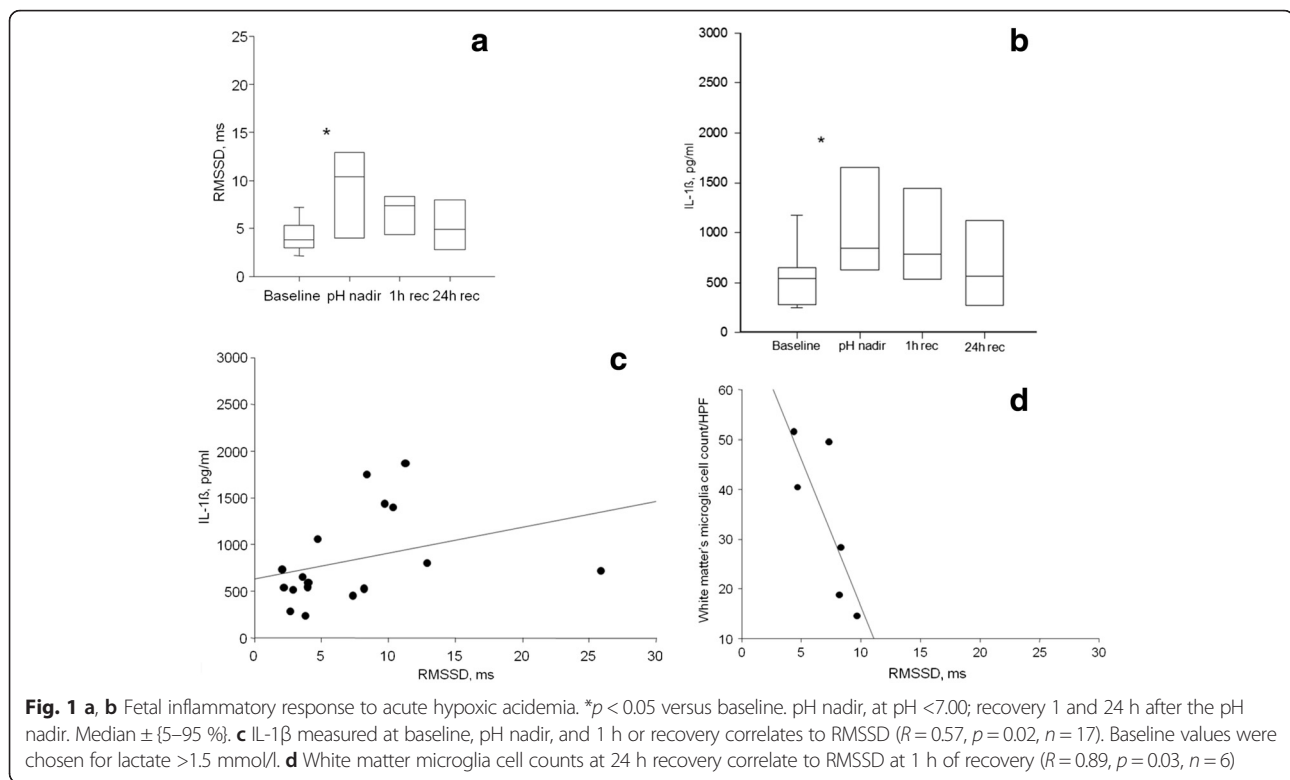 a
25
20
15
10
5
0
RMSSD, ms
*
Baseline pH nadir 1h rec 24h rec
b
3000
2500
2000
1500
1000
500
0
IL-1ß, pg/ml
*
Baseline pH nadir 1h rec 24h rec
c
3000
2500
2000
1500
1000
500
0
IL-1ß, pg/ml
0 5 10 15 20 25 30
RMSSD, ms
d
60
50
40
30
20
10
White matter's microglia cell count/HPF
0 5 10 15 20 25 30
RMSSD, ms
Fig. 1 a, b Fetal inflammatory response to acute hypoxic acidemia. *p < 0.05 versus baseline. pH nadir, at pH <7.00; recovery 1 and 24 h after the pH
nadir. Median ± {5–95 %}. c IL-1β measured at baseline, pH nadir, and 1 h or recovery correlates to RMSSD (R = 0.57, p = 0.02, n = 17). Baseline values were
chosen for lactate >1.5 mmol/l. d White matter microglia cell counts at 24 h recovery correlate to RMSSD at 1 h of recovery (R = 0.89, p = 0.03, n = 6)